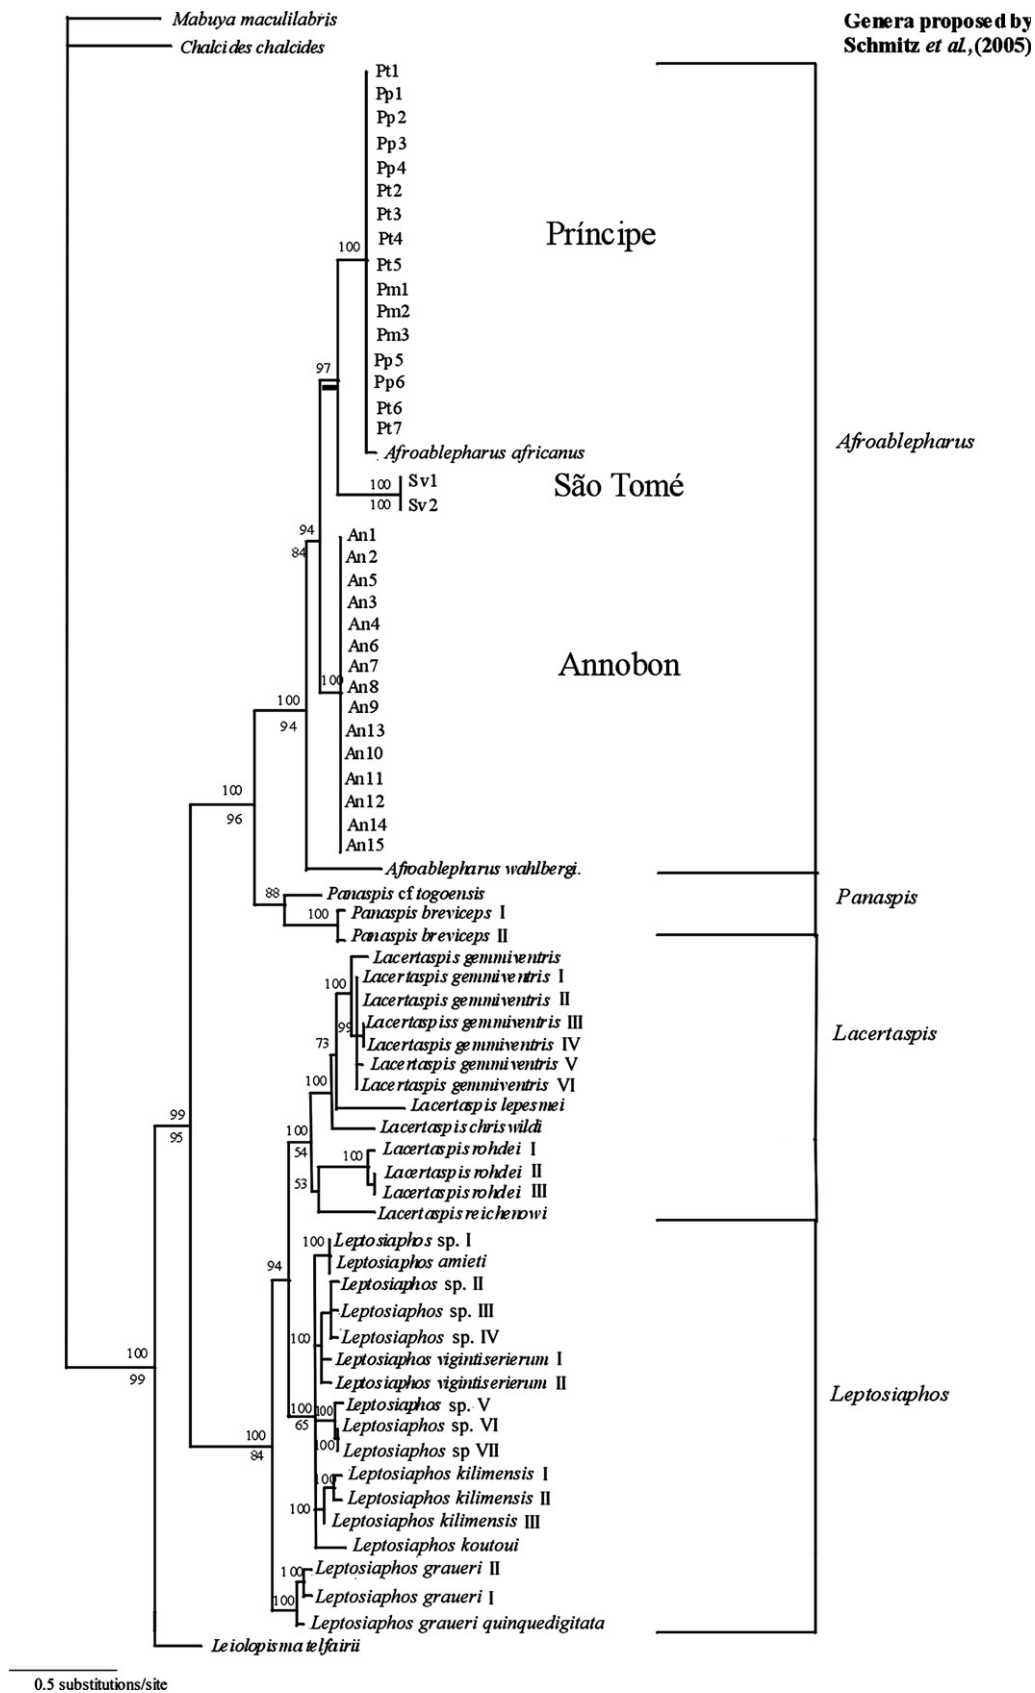 Mabuya maculilabris
Chalcides chalcides
Genera proposed by
Schmitz et al.,(2005)
Pt1
Pp1
Pp2
Pp3
Pp4
Pt2
Pt3
Pt4
Pt5
Pm1
Pm2
Pm3
Pp5
Pp6
Pt6
Pt7
Afroablepharus africanus
100
Príncipe
97
Afroablepharus
Sv1
Sv2
100
100
São Tomé
94
84
An1
An2
An5
An3
An4
An6
An7
An8
An9
An13
An10
An11
An12
An14
An15
100
Annobon
100
94
100
96
Afroablepharus wahlbergi.
Panaspis cf togoensis
88
Panaspis breviceps I
100
Panaspis breviceps II
Panaspis
Lacertaspis gemmiventris
Lacertaspis gemmiventris I
100
Lacertaspis gemmiventris II
Lacertaspiss gemmiventris III
99
Lacertaspis gemmiventris IV
Lacertaspis gemmiventris V
Lacertaspis gemmiventris VI
73
Lacertaspis
Lacertaspis lepesmei
100
Lacertaspis chriswildi
99
95
100
54
Lacertaspis rohdei I
100
Lacertaspis rohdei II
Lacertaspis rohdei III
53
Lacertaspis reichenowi
Leptosiaphos sp. I
100
Leptosiaphos amieti
94
Leptosiaphos sp. II
Leptosiaphos sp. III
Leptosiaphos sp. IV
100
Leptosiaphos vigintiserierum I
Leptosiaphos vigintiserierum II
100
99
Leptosiaphos
Leptosiaphos sp. V
100
65
100
Leptosiaphos sp. VI
Leptosiaphos sp VII
100
100
84
Leptosiaphos kilimensis I
100
Leptosiaphos kilimensis II
100
Leptosiaphos kilimensis III
Leptosiaphos koutoui
Leptosiaphos graueri II
100
Leptosiaphos graueri I
100
Leptosiaphos graueri quinquedigitata
Leiolopisma telfairii
0.5 substitutions/site